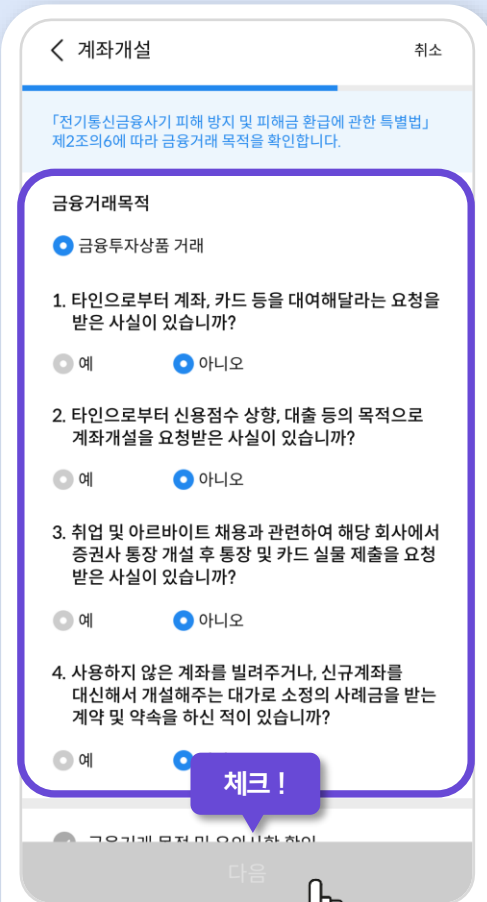 계좌개설
취소
「전기통신금융사기 피해 방지 및 피해금 환급에 관한 특별법」
제2조의6에 따라 금융거래 목적을 확인합니다.
금융거래목적
금융투자상품 거래
1. 타인으로부터 계좌, 카드 등을 대여해달라는 요청을
받은 사실이 있습니까?
예
아니오
2. 타인으로부터 신용점수 상향, 대출 등의 목적으로
계좌개설을 요청받은 사실이 있습니까?
예
아니오
3. 취업 및 아르바이트 채용과 관련하여 해당 회사에서
증권사 통장 개설 후 통장 및 카드 실물 제출을 요청
받은 사실이 있습니까?
예
아니오
4. 사용하지 않은 계좌를 빌려주거나, 신규계좌를
대신해서 개설해주는 대가로 소정의 사례금을 받는
계약 및 약속을 하신 적이 있습니까?
예
체크 !
금융거래 목적 및 유의사항 확인
다음